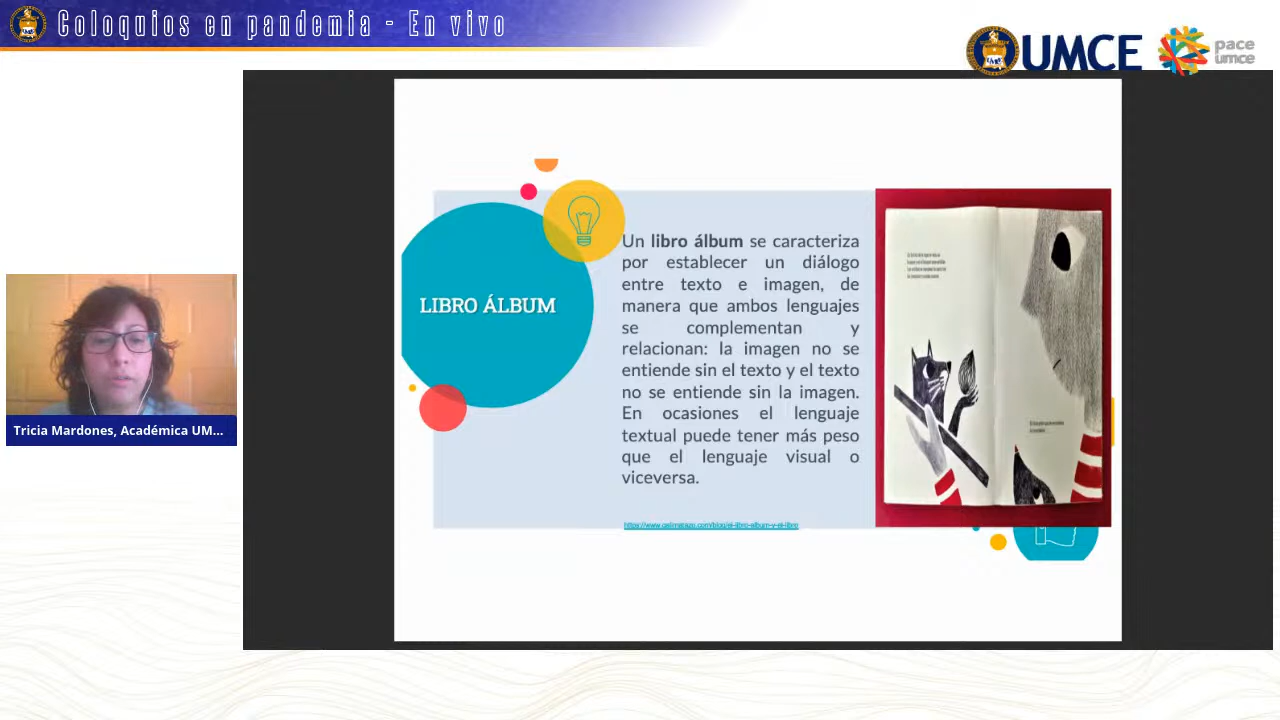 Coloquios en pandemia - En vivo
UMCE
pace
umce
LIBRO ÁLBUM
Un libro álbum se caracteriza
por establecer un diálogo
entre texto e imagen, de
manera que ambos lenguajes
se complementan y
relacionan: la imagen no se
entiende sin el texto y el texto
no se entiende sin la imagen.
En ocasiones el lenguaje
textual puede tener más peso
que el lenguaje visual o
viceversa.
Tricia Mardones, Académica UM...